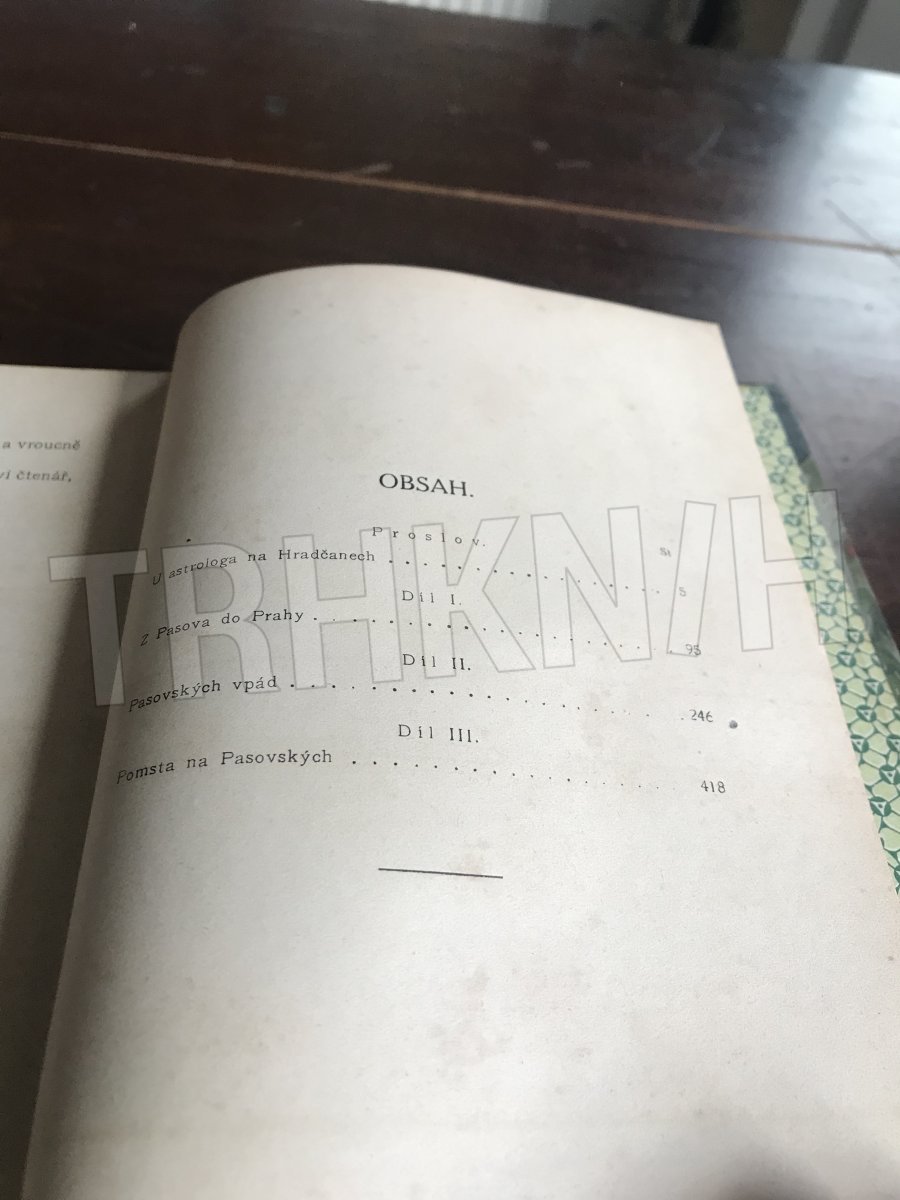 a vroucně
čtenář,
OBSAH.
Proslov.
St
U astrologa na Hradčanech . . . . . . . . . . . . . 5
Díl I.
Z Pasova do Prahy . . . . . . . . . . . . . . . . 95
Díl II.
Pasovských vpád . . . . . . . . . . . . . . . . 246
Díl III.
Pomsta na Pasovských . . . . . . . . . . . . . 418
TRHKNIH